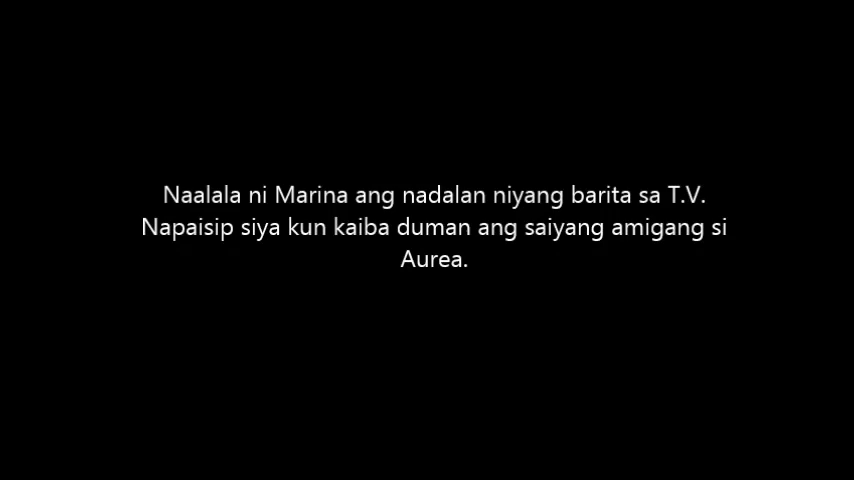 Naalala ni Marina ang nadalan niyang barita sa T.V.
Napaisip siya kun kaiba duman ang saiyang amigang si
Aurea.